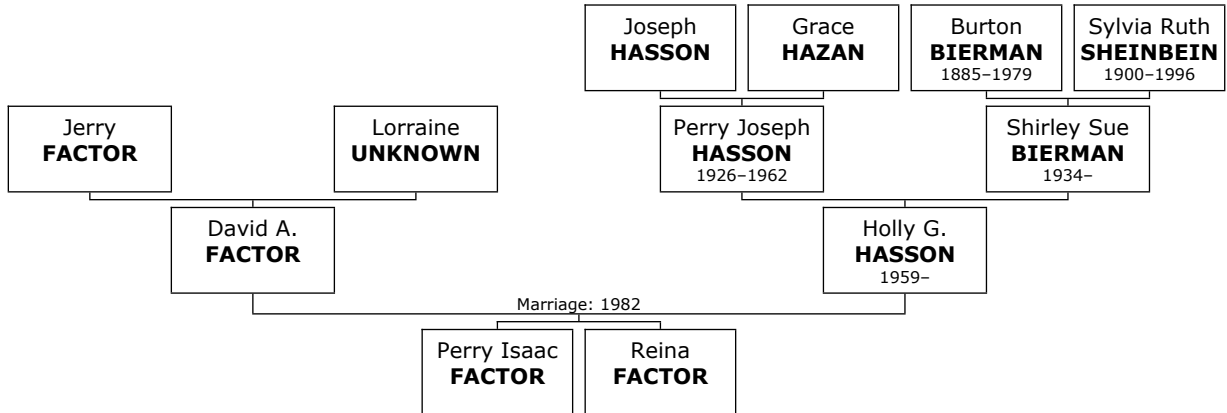 Joseph
HASSON
Grace
HAZAN
Burton
BIERMAN
1885–1979
Sylvia Ruth
SHEINBEIN
1900–1996
Jerry
FACTOR
Lorraine
UNKNOWN
Perry Joseph
HASSON
1926–1962
Shirley Sue
BIERMAN
1934–
David A.
FACTOR
Holly G.
HASSON
1959–
Marriage: 1982
Perry Isaac
FACTOR
Reina
FACTOR